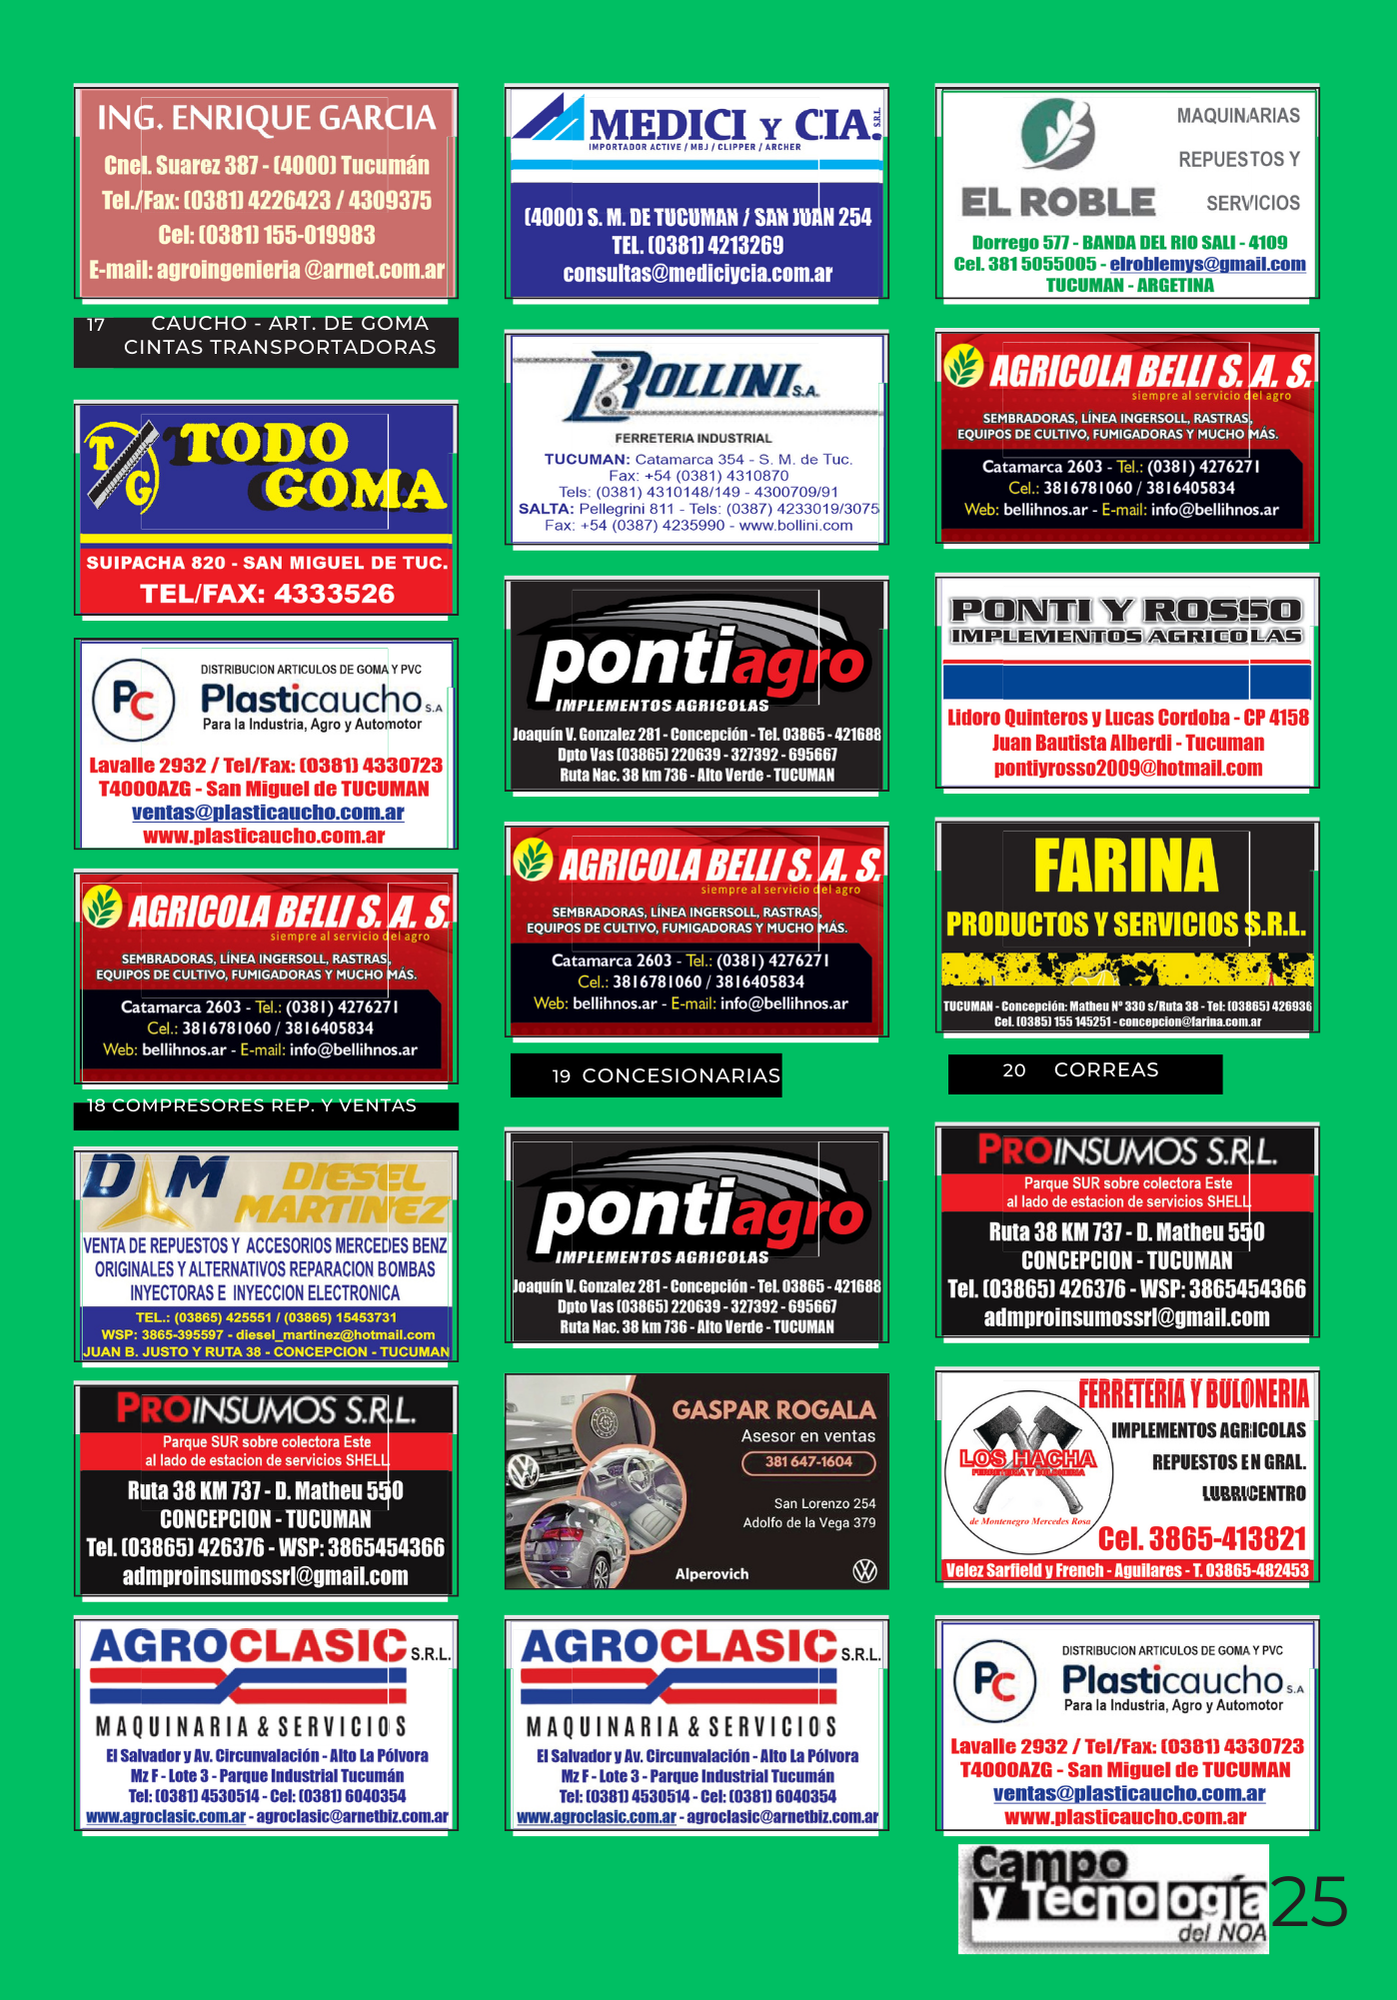 ING. ENRIQUE GARCIA
Cnel. Suarez 387 - (4000) Tucumán
Tel./Fax: (0381) 4226423 / 4309375
Cel: (0381) 155-019983
E-mail: agroingenieria @arnet.com.ar
17 CAUCHO - ART. DE GOMA
CINTAS TRANSPORTADORAS
TG
TODO
GOMA
SUIPACHA 820 - SAN MIGUEL DE TUC.
TEL/FAX: 4333526
DISTRIBUCION ARTICULOS DE GOMA Y PVC
Pc
Plasticaucho S.A
Para la Industria, Agro y Automotor
Lavalle 2932 / Tel/Fax: (0381) 4330723
T4000AZG - San Miguel de TUCUMAN
ventas@plasticaucho.com.ar
www.plasticaucho.com.ar
AGRICOLA BELLI S. A. S.
siempre al servicio del agro
SEMBRADORAS, LÍNEA INGERSOLL, RASTRAS,
EQUIPOS DE CULTIVO, FUMIGADORAS Y MUCHO MÁS.
Catamarca 2603 - Tel.: (0381) 4276271
Cel.: 3816781060 / 3816405834
Web: bellihnos.ar - E-mail: info@bellihnos.ar
18 COMPRESORES REP. Y VENTAS
D M
DIESEL
MARTINEZ
VENTA DE REPUESTOS Y ACCESORIOS MERCEDES BENZ
ORIGINALES Y ALTERNATIVOS REPARACION BOMBAS
INYECTORAS E INYECCION ELECTRONICA
TEL.: (03865) 425551 / (03865) 15453731
WSP: 3865-395597 - diesel_martinez@hotmail.com
JUAN B. JUSTO Y RUTA 38 - CONCEPCION - TUCUMAN
PROINSUMOS S.R.L.
Parque SUR sobre colectora Este
al lado de estacion de servicios SHELL
Ruta 38 KM 737 - D. Matheu 550
CONCEPCION - TUCUMAN
Tel. (03865) 426376 - WSP: 3865454366
admproinsumossrl@gmail.com
AGROCLASIC S.R.L.
MAQUINARIA & SERVICIOS
El Salvador y Av. Circunvalación - Alto La Pólvora
Mz F - Lote 3 - Parque Industrial Tucumán
Tel: (0381) 4530514 - Cel: (0381) 6040354
www.agroclasic.com.ar - agroclasic@arnetbiz.com.ar
MEDICI Y CIA. S.R.L.
IMPORTADOR ACTIVE / MBJ / CLIPPER / ARCHER
(4000) S. M. DE TUCUMAN / SAN JUAN 254
TEL. (0381) 4213269
consultas@mediciycia.com.ar
BOLLINI S.A.
FERRETERIA INDUSTRIAL
TUCUMAN: Catamarca 354 - S. M. de Tuc.
Fax: +54 (0381) 4310870
Tels: (0381) 4310148/149 - 4300709/91
SALTA: Pellegrini 811 - Tels: (0387) 4233019/3075
Fax: +54 (0387) 4235990 - www.bollini.com
pontiagro
IMPLEMENTOS AGRICOLAS
Joaquín V. Gonzalez 281 - Concepción - Tel. 03865 - 421688
Dpto Vas (03865) 220639 - 327392 - 695667
Ruta Nac. 38 km 736 - Alto Verde - TUCUMAN
AGRICOLA BELLI S. A. S.
siempre al servicio del agro
SEMBRADORAS, LÍNEA INGERSOLL, RASTRAS,
EQUIPOS DE CULTIVO, FUMIGADORAS Y MUCHO MÁS.
Catamarca 2603 - Tel.: (0381) 4276271
Cel.: 3816781060 / 3816405834
Web: bellihnos.ar - E-mail: info@bellihnos.ar
19 CONCESIONARIAS
pontiagro
IMPLEMENTOS AGRICOLAS
Joaquín V. Gonzalez 281 - Concepción - Tel. 03865 - 421688
Dpto Vas (03865) 220639 - 327392 - 695667
Ruta Nac. 38 km 736 - Alto Verde - TUCUMAN
GASPAR ROGALA
Asesor en ventas
381 647-1604
San Lorenzo 254
Adolfo de la Vega 379
Alperovich
AGROCLASIC S.R.L.
MAQUINARIA & SERVICIOS
El Salvador y Av. Circunvalación - Alto La Pólvora
Mz F - Lote 3 - Parque Industrial Tucumán
Tel: (0381) 4530514 - Cel: (0381) 6040354
www.agroclasic.com.ar - agroclasic@arnetbiz.com.ar
MAQUINARIAS
REPUESTOS Y
SERVICIOS
EL ROBLE
Dorrego 577 - BANDA DEL RIO SALI - 4109
Cel. 381 5055005 - elroblemys@gmail.com
TUCUMAN - ARGETINA
AGRICOLA BELLI S. A. S.
siempre al servicio del agro
SEMBRADORAS, LÍNEA INGERSOLL, RASTRAS,
EQUIPOS DE CULTIVO, FUMIGADORAS Y MUCHO MÁS.
Catamarca 2603 - Tel.: (0381) 4276271
Cel.: 3816781060 / 3816405834
Web: bellihnos.ar - E-mail: info@bellihnos.ar
PONTI Y ROSSO
IMPLEMENTOS AGRICOLAS
Lidoro Quinteros y Lucas Cordoba - CP 4158
Juan Bautista Alberdi - Tucuman
pontiyrosso2009@hotmail.com
FARINA
PRODUCTOS Y SERVICIOS S.R.L.
TUCUMAN - Concepción: Matheu Nº 330 s/Ruta 38 - Tel: (03865) 426936
Cel. (0385) 155 145251 - concepcion@farina.com.ar
20 CORREAS
PROINSUMOS S.R.L.
Parque SUR sobre colectora Este
al lado de estacion de servicios SHELL
Ruta 38 KM 737 - D. Matheu 550
CONCEPCION - TUCUMAN
Tel. (03865) 426376 - WSP: 3865454366
admproinsumossrl@gmail.com
FERRETERIA Y BULONERIA
IMPLEMENTOS AGRICOLAS
LOS HACHA
FERRETERIA Y BULONERIA
REPUESTOS EN GRAL.
LUBRICENTRO
de Montenegro Mercedes Rosa
Cel. 3865-413821
Velez Sarfield y French - Aguilares - T. 03865-482453
DISTRIBUCION ARTICULOS DE GOMA Y PVC
Pc
Plasticaucho S.A
Para la Industria, Agro y Automotor
Lavalle 2932 / Tel/Fax: (0381) 4330723
T4000AZG - San Miguel de TUCUMAN
ventas@plasticaucho.com.ar
www.plasticaucho.com.ar
Campo
y Tecnología
del NOA
25